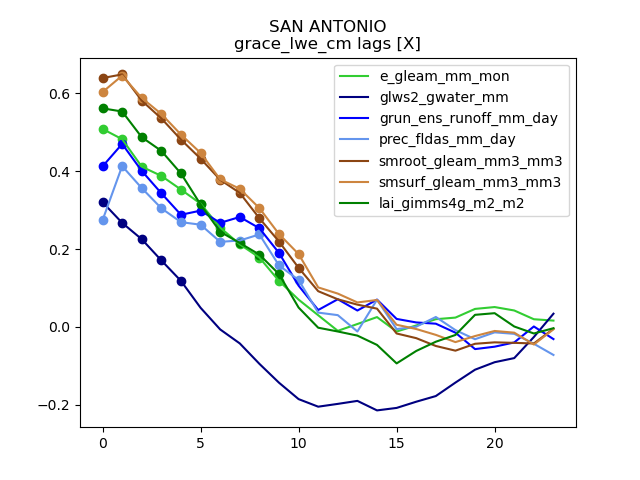 SAN ANTONIO
grace_lwe_cm lags [X]
e_gleam_mm_mon
glws2_gwater_mm
grun_ens_runoff_mm_day
prec_fldas_mm_day
smroot_gleam_mm3_mm3
smsurf_gleam_mm3_mm3
lai_gimms4g_m2_m2
0.6
0.4
0.2
0.0
−0.2
0 5 10 15 20